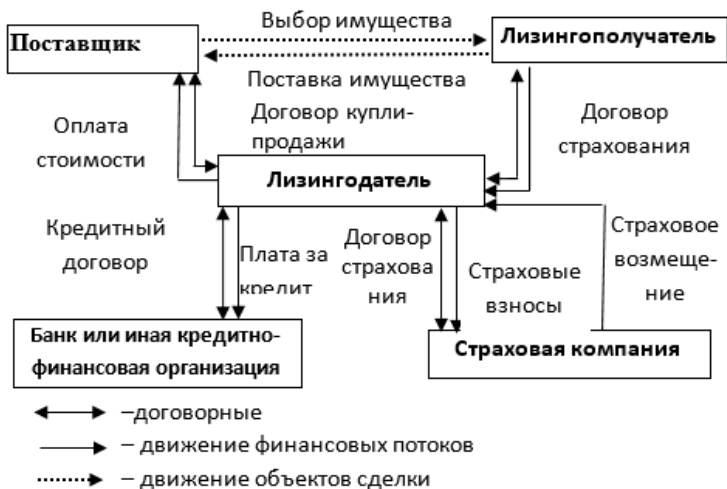 Выбор имущества
Поставщик
Лизингополучатель
Поставка имущества
Оплата
стоимости
Договор купли-
продажи
Договор
страхования
Лизингодатель
Кредитный
договор
Плата за
кредит
Договор
страхова
ния
Страховые
взносы
Страховое
возмеще-
ние
Банк или иная кредитно-
финансовая организация
Страховая компания
–договорные
– движение финансовых потоков
– движение объектов сделки